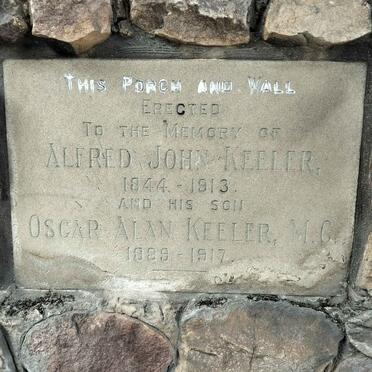 THIS PORCH AND WALL
ERECTED
TO THE MEMORY OF
ALFRED JOHN KEELER,
1844 - 1913.
AND HIS SON
OSCAR ALAN KEELER, M.C.
1889 - 1917.